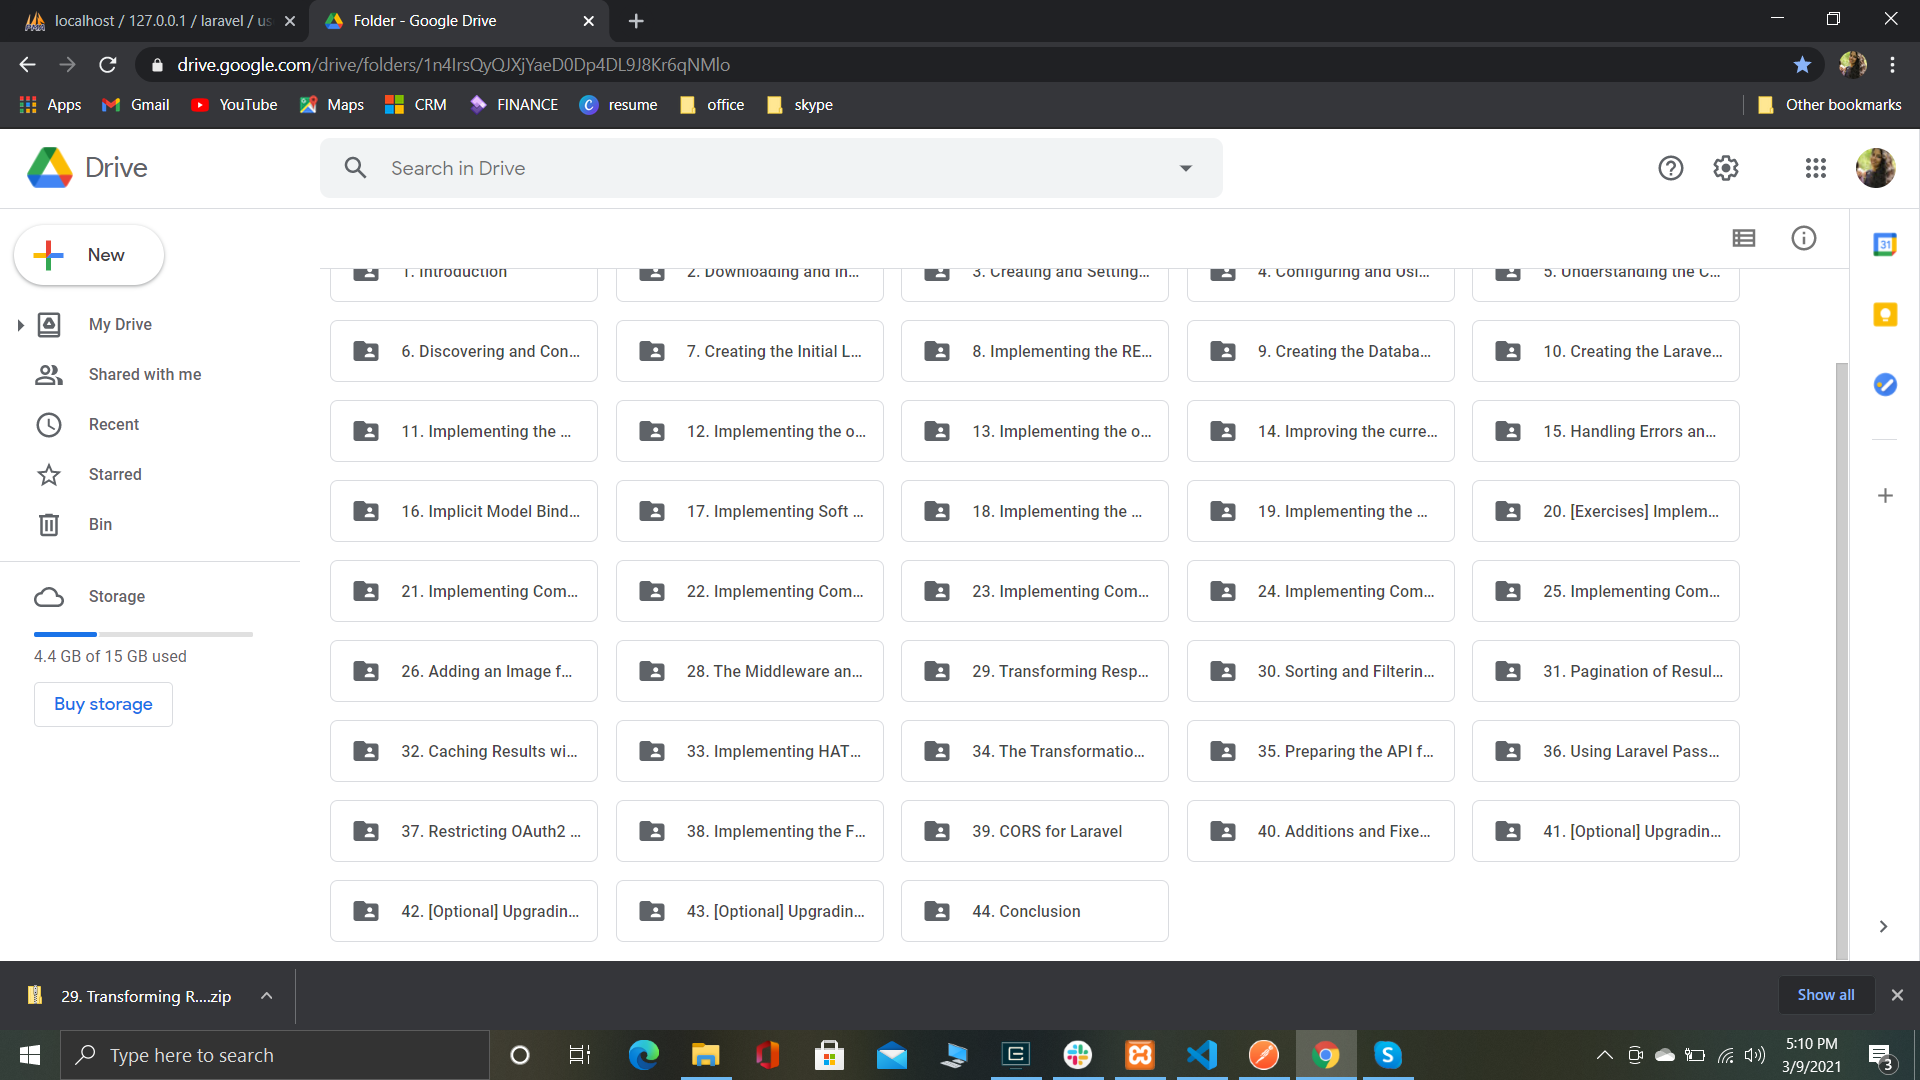 localhost / 127.0.0.1 / laravel / us
Folder - Google Drive
drive.google.com/drive/folders/1n4IrsQyQJXjYaeD0Dp4DL9J8Kr6qNMlo
Apps Gmail YouTube Maps CRM FINANCE resume office skype Other bookmarks
Drive
Search in Drive
New
My Drive
Shared with me
Recent
Starred
Bin
Storage
4.4 GB of 15 GB used
Buy storage
1. Introduction
2. Downloading and In...
3. Creating and Setting...
4. Configuring and Usi...
5. Understanding the C...
6. Discovering and Con...
7. Creating the Initial L...
8. Implementing the RE...
9. Creating the Databa...
10. Creating the Larave...
11. Implementing the ...
12. Implementing the o...
13. Implementing the o...
14. Improving the curre...
15. Handling Errors an...
16. Implicit Model Bind...
17. Implementing Soft ...
18. Implementing the ...
19. Implementing the ...
20. [Exercises] Implem...
21. Implementing Com...
22. Implementing Com...
23. Implementing Com...
24. Implementing Com...
25. Implementing Com...
26. Adding an Image f...
28. The Middleware an...
29. Transforming Resp...
30. Sorting and Filterin...
31. Pagination of Resul...
32. Caching Results wi...
33. Implementing HAT...
34. The Transformatio...
35. Preparing the API f...
36. Using Laravel Pass...
37. Restricting OAuth2 ...
38. Implementing the F...
39. CORS for Laravel
40. Additions and Fixe...
41. [Optional] Upgradin...
42. [Optional] Upgradin...
43. [Optional] Upgradin...
44. Conclusion
31
29. Transforming R....zip
Show all
Type here to search
5:10 PM
3/9/2021
3